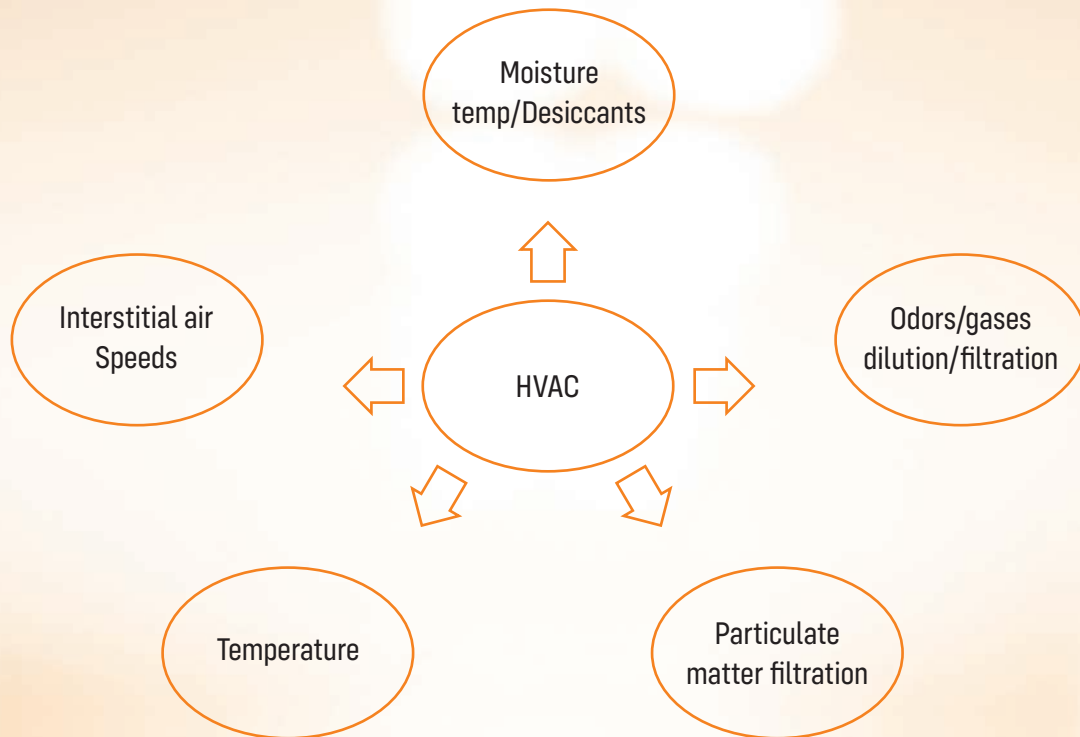 Moisture
temp/Desiccants
Interstitial air
Speeds
Odors/gases
dilution/filtration
HVAC
Temperature
Particulate
matter filtration